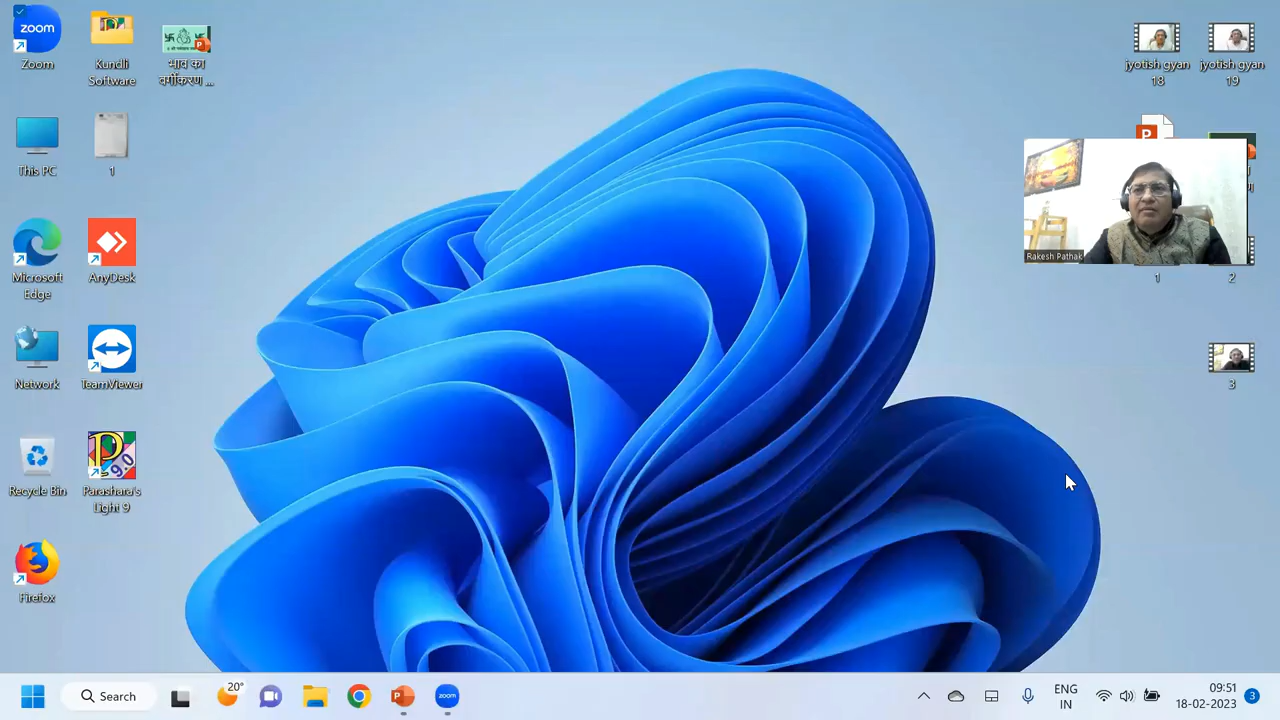 zoom
Zoom
Kundli
Software
भाव का
वर्गीकरण ...
This PC
1
Microsoft
Edge
AnyDesk
Network
TeamViewer
Recycle Bin
Parashara's
Light 9
Firefox
jyotish gyan
18
jyotish gyan
19
Rakesh Pathak
1
2
3
Search
20°
zoom
ENG
IN
09:51
18-02-2023
3